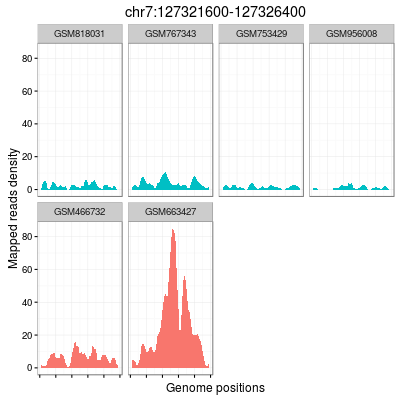 chr7:127321600-127326400
GSM818031 GSM767343 GSM753429 GSM956008
80
60
40
20
0
Mapped reads density
GSM466732 GSM663427
80
60
40
20
0
Genome positions